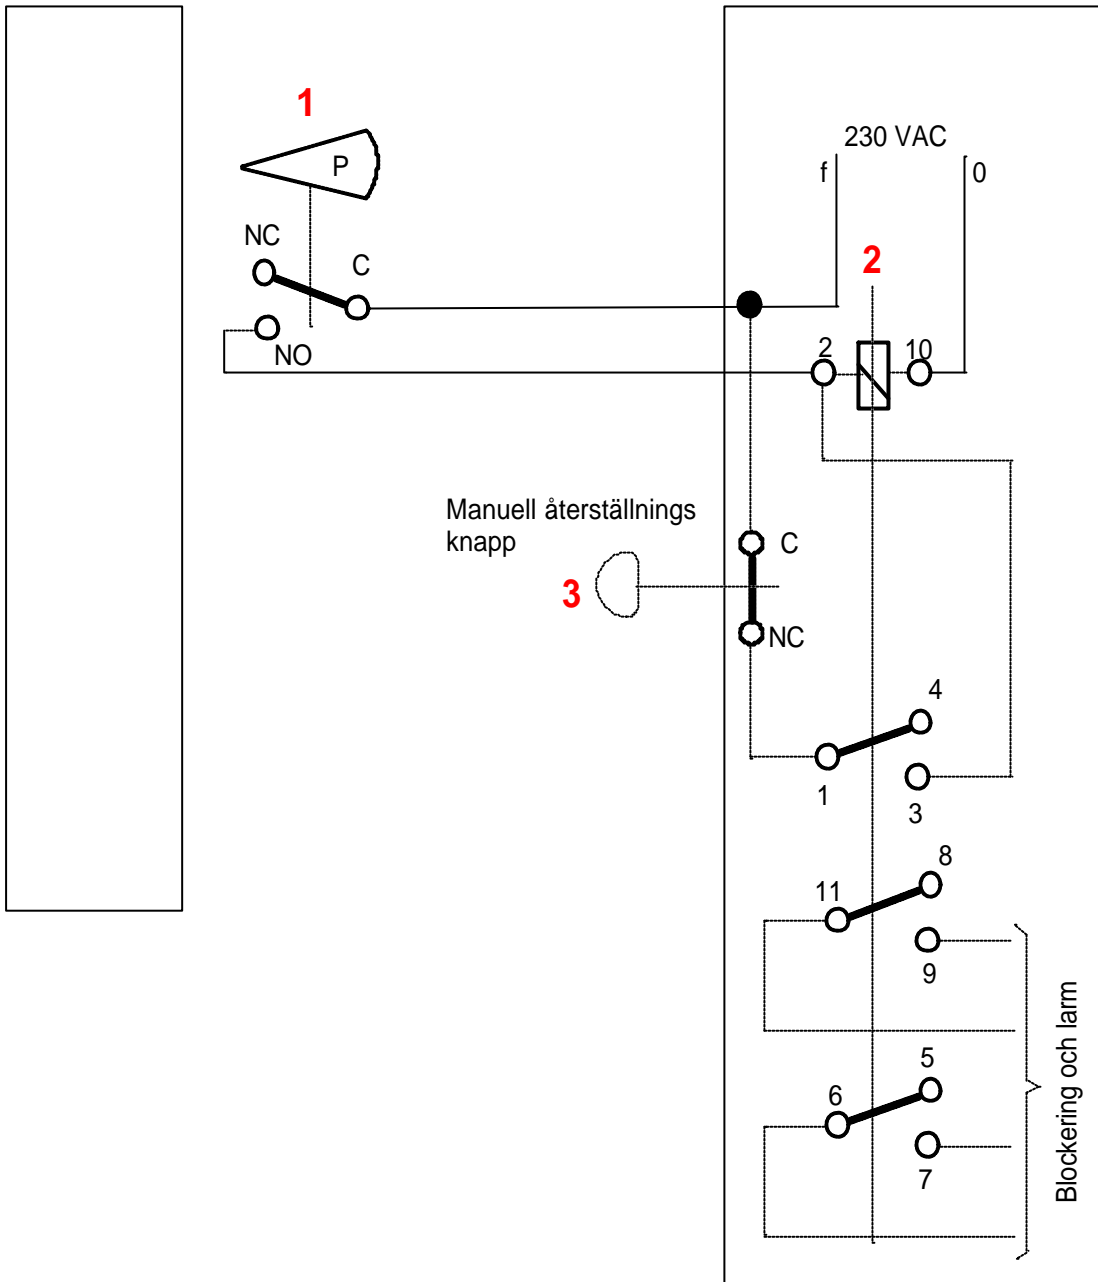 1
P
230 VAC
f
0
NC
C
2
NO
2
10
Manuell återställnings
knapp
C
3
NC
4
1
3
8
11
9
5
6
7
Blockering och larm